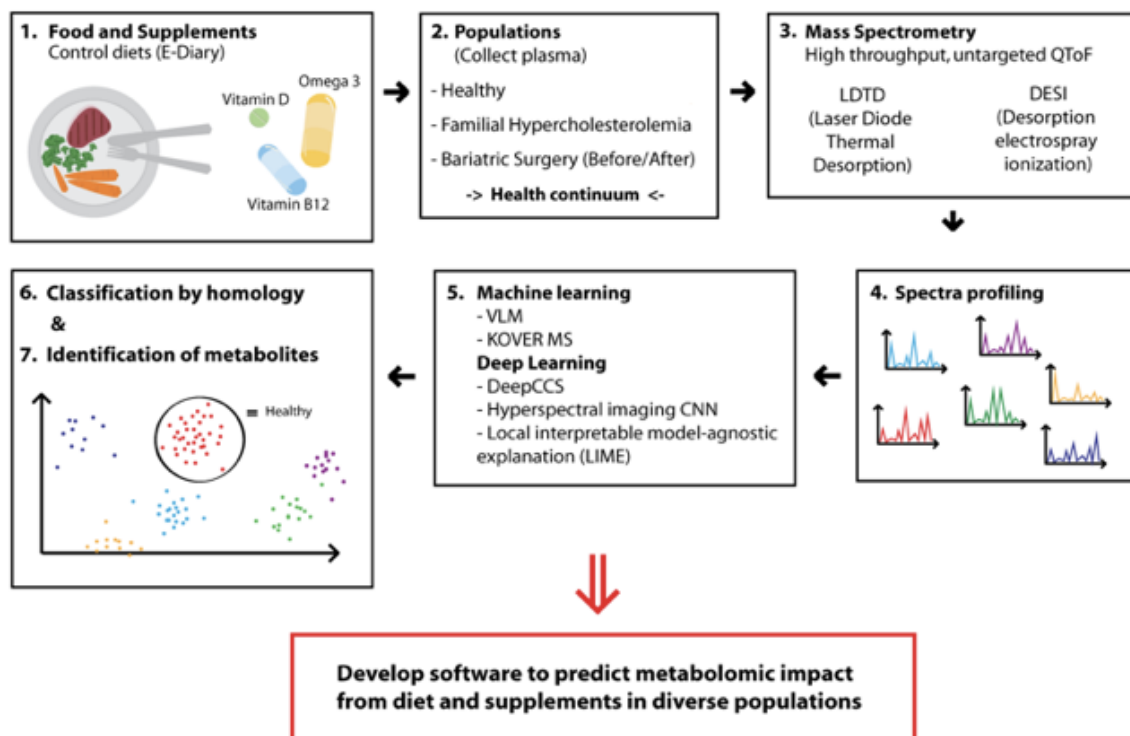 1. Food and Supplements
Control diets (E-Diary)
Omega 3
Vitamin D
Vitamin B12
2. Populations
(Collect plasma)
- Healthy
- Familial Hypercholesterolemia
- Bariatric Surgery (Before/After)
-> Health continuum <-
3. Mass Spectrometry
High throughput, untargeted QToF
LDTD
(Laser Diode
Thermal
Desorption)
DESI
(Desorption
electrospray
ionization)
4. Spectra profiling
5. Machine learning
- VLM
- KOVER MS
Deep Learning
- DeepCCS
- Hyperspectral imaging CNN
- Local interpretable model-agnostic
explanation (LIME)
6. Classification by homology
&
7. Identification of metabolites
= Healthy
Develop software to predict metabolomic impact
from diet and supplements in diverse populations